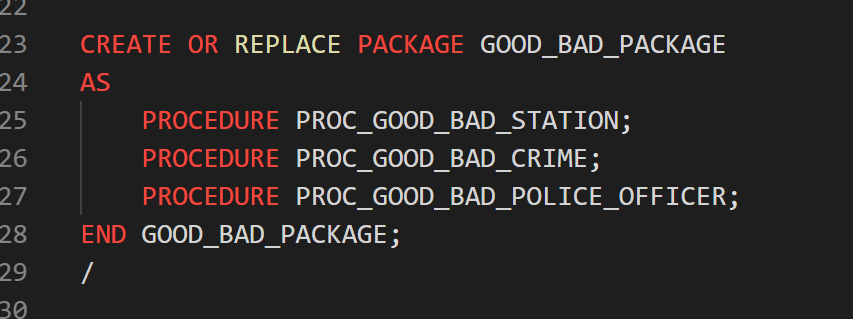 22
23 CREATE OR REPLACE PACKAGE GOOD_BAD_PACKAGE
24 AS
25 PROCEDURE PROC_GOOD_BAD_STATION;
26 PROCEDURE PROC_GOOD_BAD_CRIME;
27 PROCEDURE PROC_GOOD_BAD_POLICE_OFFICER;
28 END GOOD_BAD_PACKAGE;
29 /
30